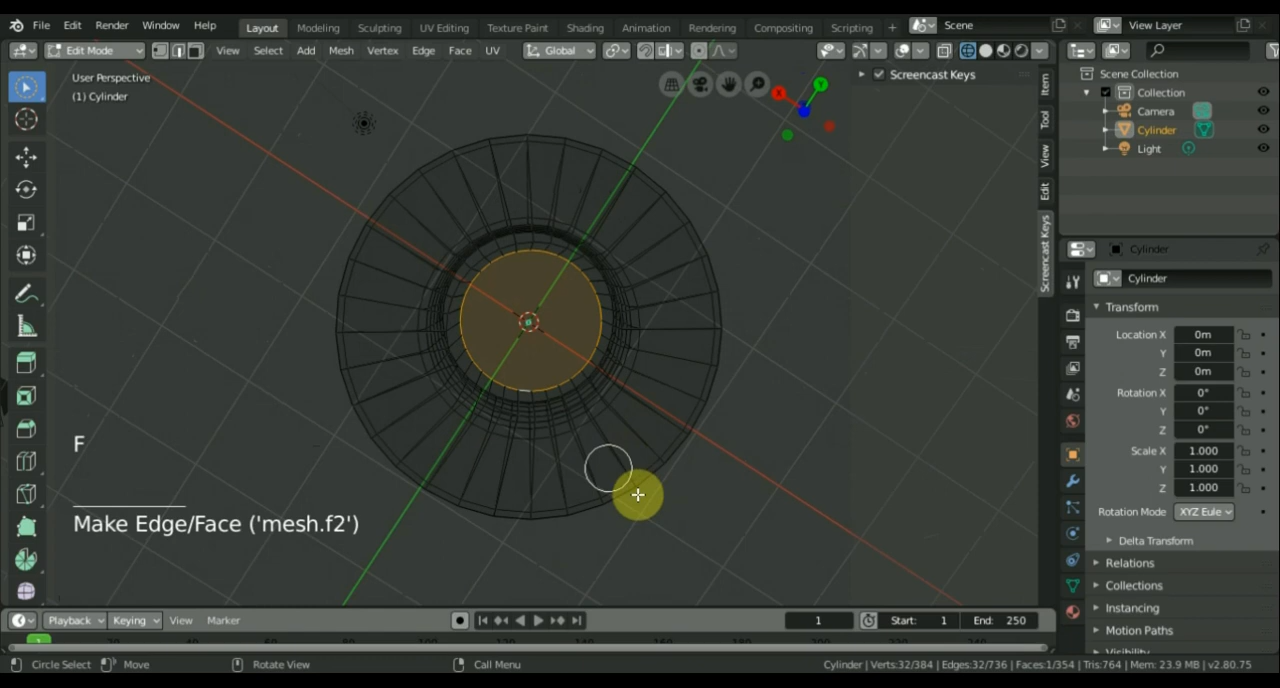 File Edit Render Window Help Layout Modeling Sculpting UV Editing Texture Paint Shading Animation Rendering Compositing Scripting + Scene View Layer
Edit Mode View Select Add Mesh Vertex Edge Face UV Global
User Perspective
(1) Cylinder
X
Y
Screencast Keys
Item
Tool
View
Edit
Screencast Keys
Scene Collection
Collection
Camera
Cylinder
Light
Cylinder
Cylinder
Transform
Location X 0m
Y 0m
Z 0m
Rotation X 0°
Y 0°
Z 0°
Scale X 1.000
Y 1.000
Z 1.000
Rotation Mode XYZ Eule
Delta Transform
Relations
Collections
Instancing
Motion Paths
F
Make Edge/Face ('mesh.f2')
Playback Keying View Marker 1 Start: 1 End: 250
1
Circle Select Move Rotate View Call Menu Cylinder | Verts:32/384 | Edges:32/736 | Faces:1/354 | Tris:764 | Mem: 23.9 MB | v2.80.75